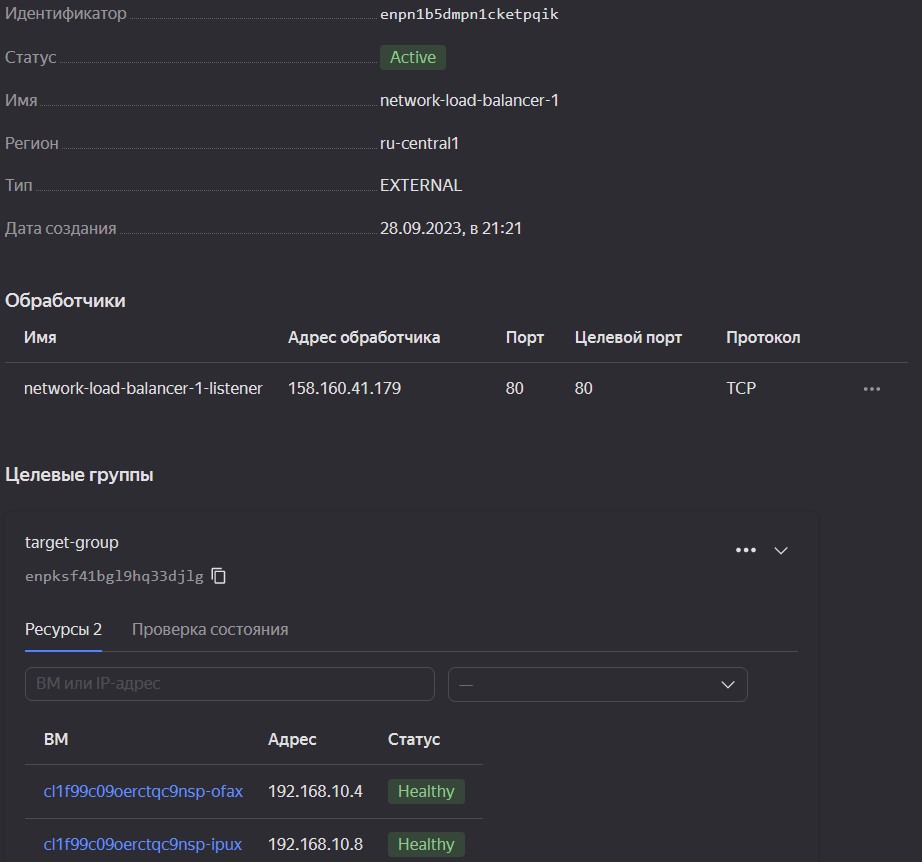 Идентификатор enpn1b5dmpn1cketpqik
Статус Active
Имя network-load-balancer-1
Регион ru-central1
Тип EXTERNAL
Дата создания 28.09.2023, в 21:21
Обработчики
Имя Адрес обработчика Порт Целевой порт Протокол
network-load-balancer-1-listener 158.160.41.179 80 80 TCP
Целевые группы
target-group
enpksf41bgl9hq33djlg
Ресурсы 2 Проверка состояния
ВМ или IP-адрес —
ВМ Адрес Статус
cl1f99c09oerctqc9nsp-ofax 192.168.10.4 Healthy
cl1f99c09oerctqc9nsp-ipux 192.168.10.8 Healthy